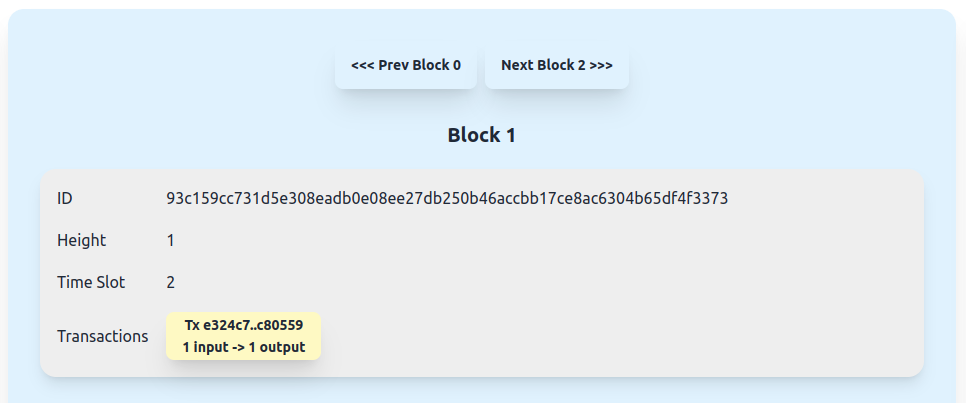 <<< Prev Block 0 Next Block 2 >>>
Block 1
ID 93c159cc731d5e308eadb0e08ee27db250b46accbb17ce8ac6304b65df4f3373
Height 1
Time Slot 2
Transactions Tx e324c7..c80559
1 input -> 1 output